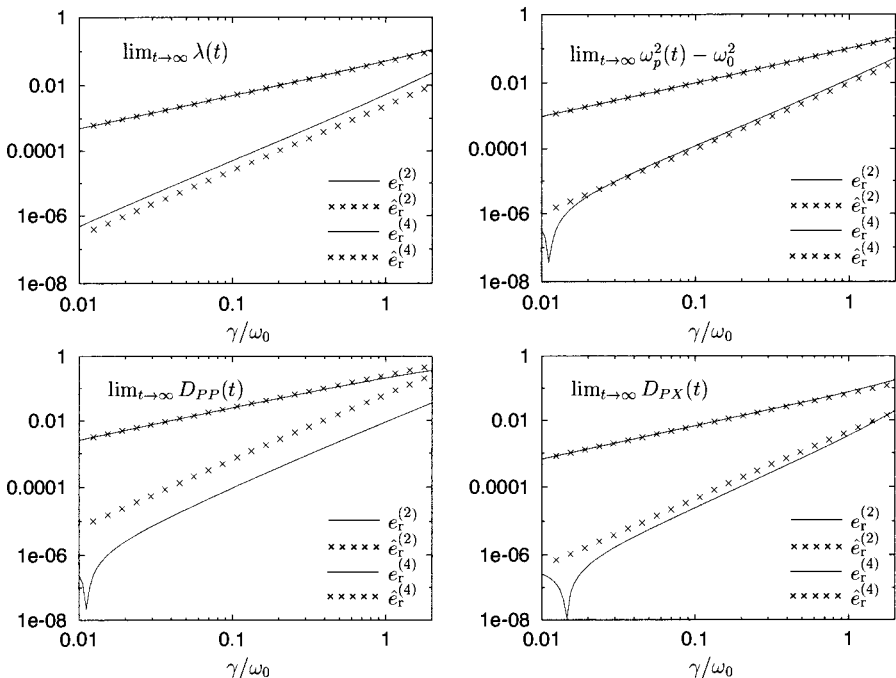 1
0.01
0.0001
1e-06
1e-08
lim_{t→∞} λ(t)
e_r^{(2)}
ê_r^{(2)}
e_r^{(4)}
ê_r^{(4)}
0.01 0.1 1
γ/ω_0
1
0.01
0.0001
1e-06
1e-08
lim_{t→∞} ω_p^2(t) − ω_0^2
e_r^{(2)}
ê_r^{(2)}
e_r^{(4)}
ê_r^{(4)}
0.01 0.1 1
γ/ω_0
1
0.01
0.0001
1e-06
1e-08
lim_{t→∞} D_{PP}(t)
e_r^{(2)}
ê_r^{(2)}
e_r^{(4)}
ê_r^{(4)}
0.01 0.1 1
γ/ω_0
1
0.01
0.0001
1e-06
1e-08
lim_{t→∞} D_{PX}(t)
e_r^{(2)}
ê_r^{(2)}
e_r^{(4)}
ê_r^{(4)}
0.01 0.1 1
γ/ω_0